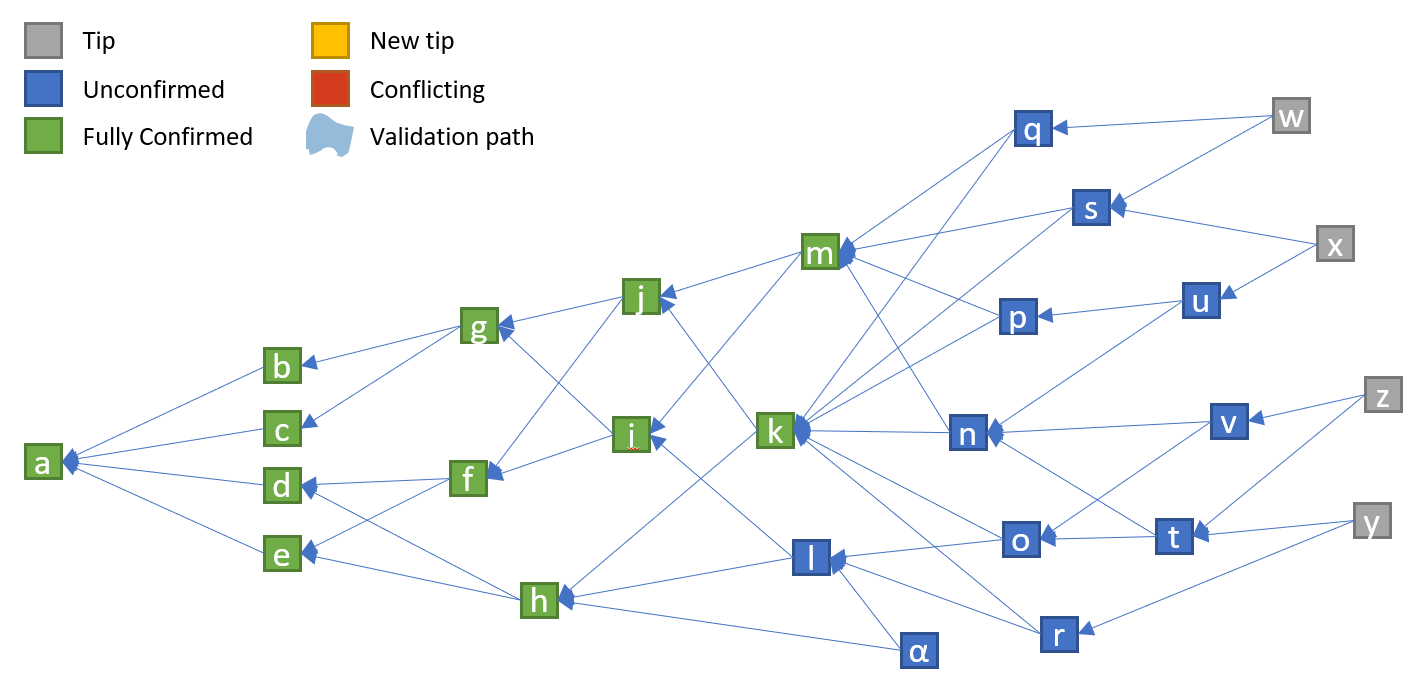 Tip
New tip
Unconfirmed
Conflicting
Fully Confirmed
Validation path
q
w
s
x
m
j
u
p
g
b
z
c
k
n
v
i
a
f
d
y
o
t
e
l
h
r
α